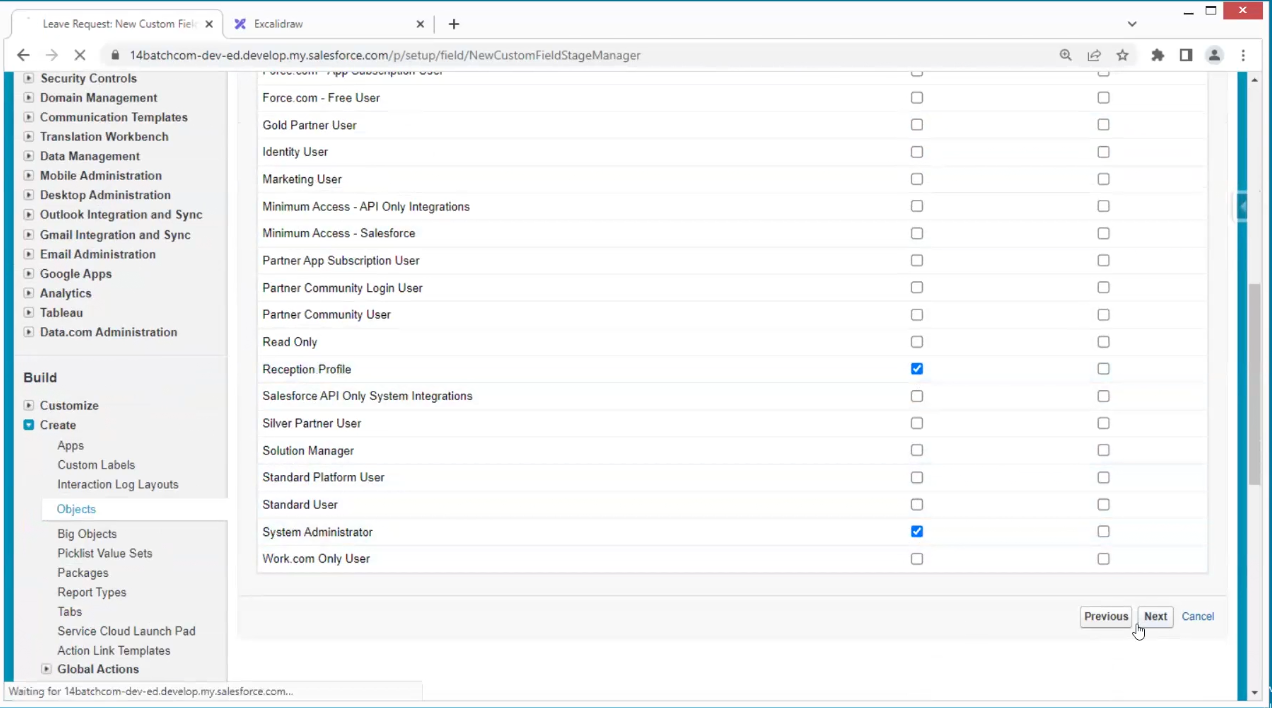 Leave Request: New Custom Fiel
Excalidraw
14batchcom-dev-ed.develop.my.salesforce.com/p/setup/field/NewCustomFieldStageManager
Security Controls
Domain Management
Communication Templates
Translation Workbench
Data Management
Mobile Administration
Desktop Administration
Outlook Integration and Sync
Gmail Integration and Sync
Email Administration
Google Apps
Analytics
Tableau
Data.com Administration
Build
Customize
Create
Apps
Custom Labels
Interaction Log Layouts
Objects
Big Objects
Picklist Value Sets
Packages
Report Types
Tabs
Service Cloud Launch Pad
Action Link Templates
Global Actions
Force.com - App Subscription User
Force.com - Free User
Gold Partner User
Identity User
Marketing User
Minimum Access - API Only Integrations
Minimum Access - Salesforce
Partner App Subscription User
Partner Community Login User
Partner Community User
Read Only
Reception Profile
Salesforce API Only System Integrations
Silver Partner User
Solution Manager
Standard Platform User
Standard User
System Administrator
Work.com Only User
Previous Next Cancel
Waiting for 14batchcom-dev-ed.develop.my.salesforce.com...